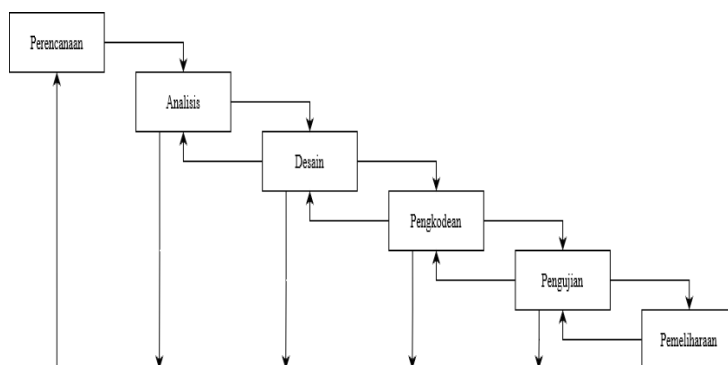 Perencanaan
Analisis
Desain
Pengkodean
Pengujian
Pemeliharaan